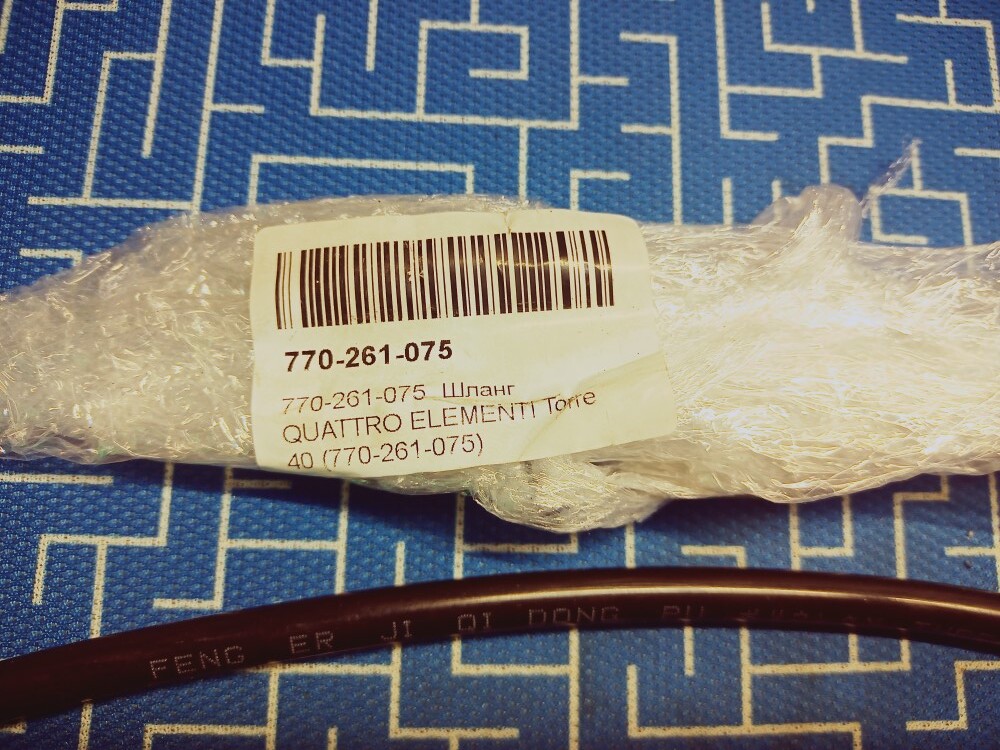 770-261-075
770-261-075 Шланг
QUATTRO ELEMENTI Torre
40 (770-261-075)
FENG ER JI QI DONG PU